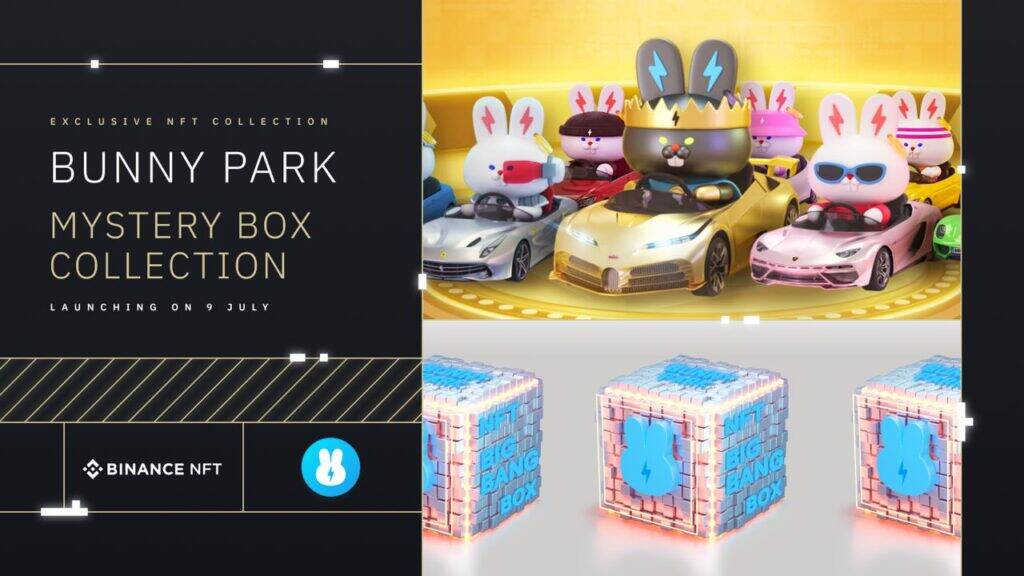 EXCLUSIVE NFT COLLECTION
BUNNY PARK
MYSTERY BOX
COLLECTION
LAUNCHING ON 9 JULY
BINANCE NFT
NFT
BIG
BANG
BOX
NFT
BIG
BANG
BOX